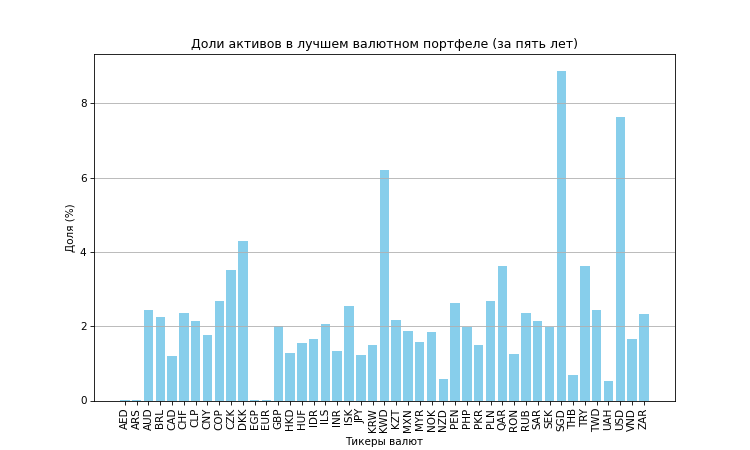 Доли активов в лучшем валютном портфеле (за пять лет)
Доля (%)
8
6
4
2
0
AED ARS AUD BRL CAD CHF CLP CNY COP CZK DKK EGP EUR GBP HKD HUF IDR ILS INR ISK JPY KRW KWD KZT MXN MYR NOK NZD PEN PHP PKR PLN QAR RON RUB SAR SEK SGD THB TRY TWD UAH USD VND ZAR
Тикеры валют